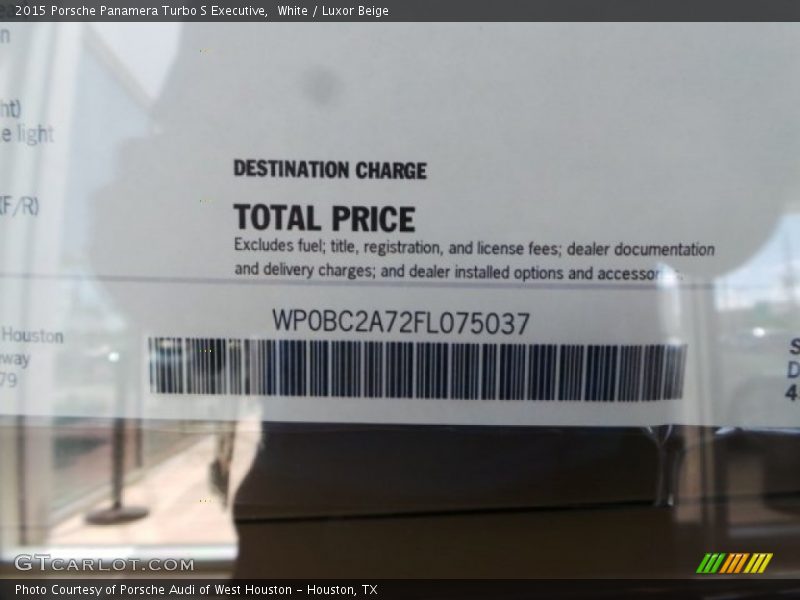 2015 Porsche Panamera Turbo S Executive, White / Luxor Beige
n
ht)
e light
DESTINATION CHARGE
(F/R)
TOTAL PRICE
Excludes fuel; title, registration, and license fees; dealer documentation
and delivery charges; and dealer installed options and
WP0BC2A72FL075037
Houston
way
79
S
D
4
GTCARLOT.COM
Photo Courtesy of Porsche Audi of West Houston - Houston, TX